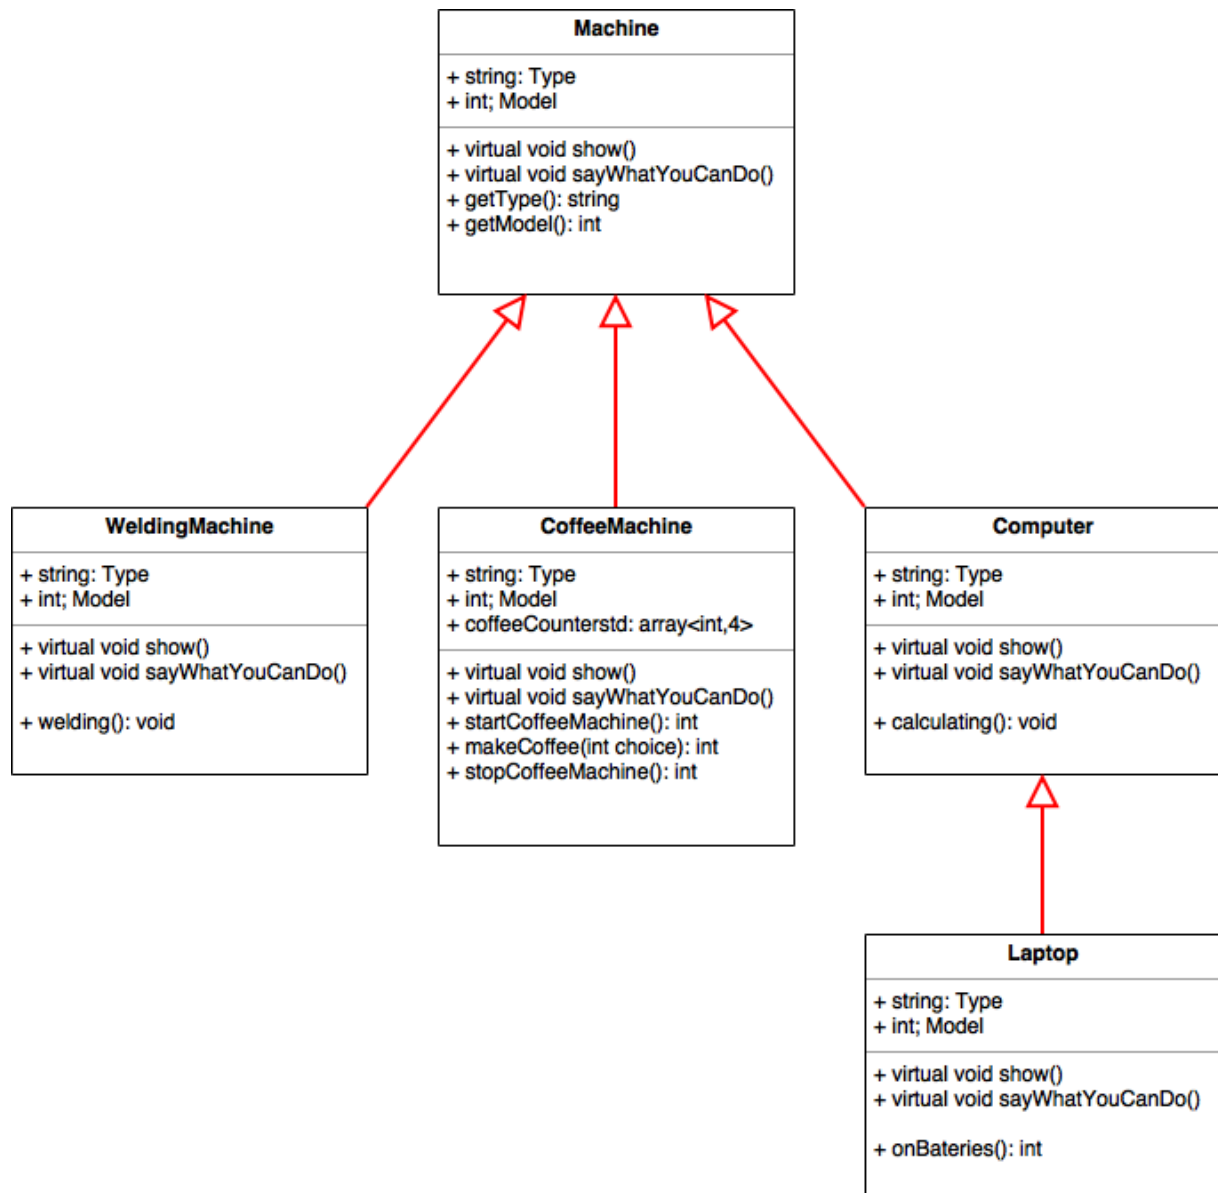 Machine
+ string: Type
+ int; Model
+ virtual void show()
+ virtual void sayWhatYouCanDo()
+ getType(): string
+ getModel(): int
WeldingMachine
+ string: Type
+ int; Model
+ virtual void show()
+ virtual void sayWhatYouCanDo()
+ welding(): void
CoffeeMachine
+ string: Type
+ int; Model
+ coffeeCounterstd: array<int,4>
+ virtual void show()
+ virtual void sayWhatYouCanDo()
+ startCoffeeMachine(): int
+ makeCoffee(int choice): int
+ stopCoffeeMachine(): int
Computer
+ string: Type
+ int; Model
+ virtual void show()
+ virtual void sayWhatYouCanDo()
+ calculating(): void
Laptop
+ string: Type
+ int; Model
+ virtual void show()
+ virtual void sayWhatYouCanDo()
+ onBateries(): int